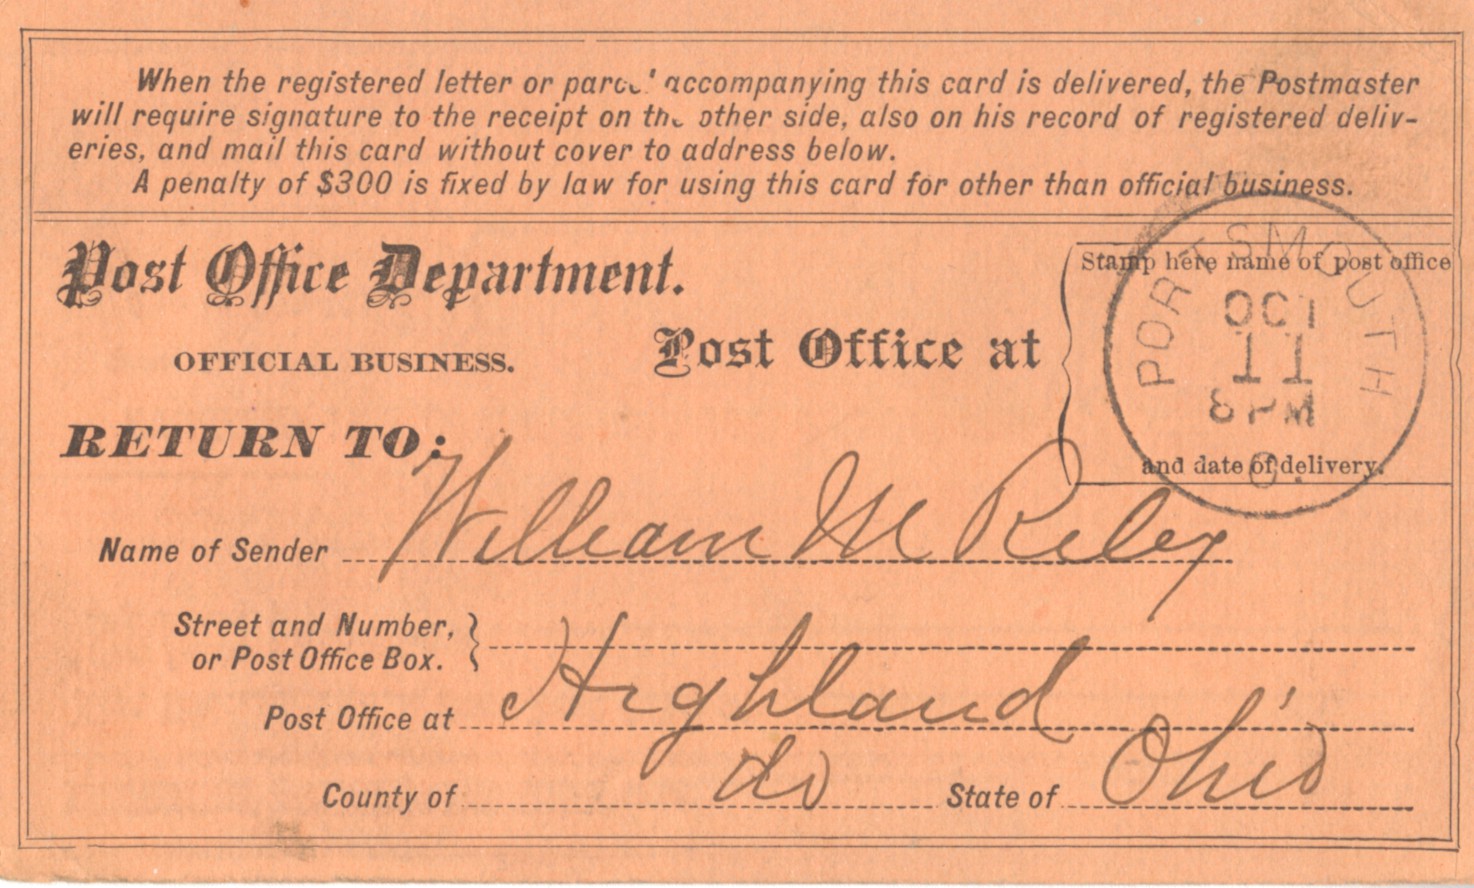 When the registered letter or parcel accompanying this card is delivered, the Postmaster
will require signature to the receipt on the other side, also on his record of registered deliv-
eries, and mail this card without cover to address below.
A penalty of $300 is fixed by law for using this card for other than official business.
Post Office Department.
OFFICIAL BUSINESS.
Post Office at
Stamp here name of post office
and date of delivery.
PORTSMOUTH
OCT
11
8 PM
O.
RETURN TO:
Name of Sender William M Riley
Street and Number,
or Post Office Box.
Post Office at Highland
County of do State of Ohio